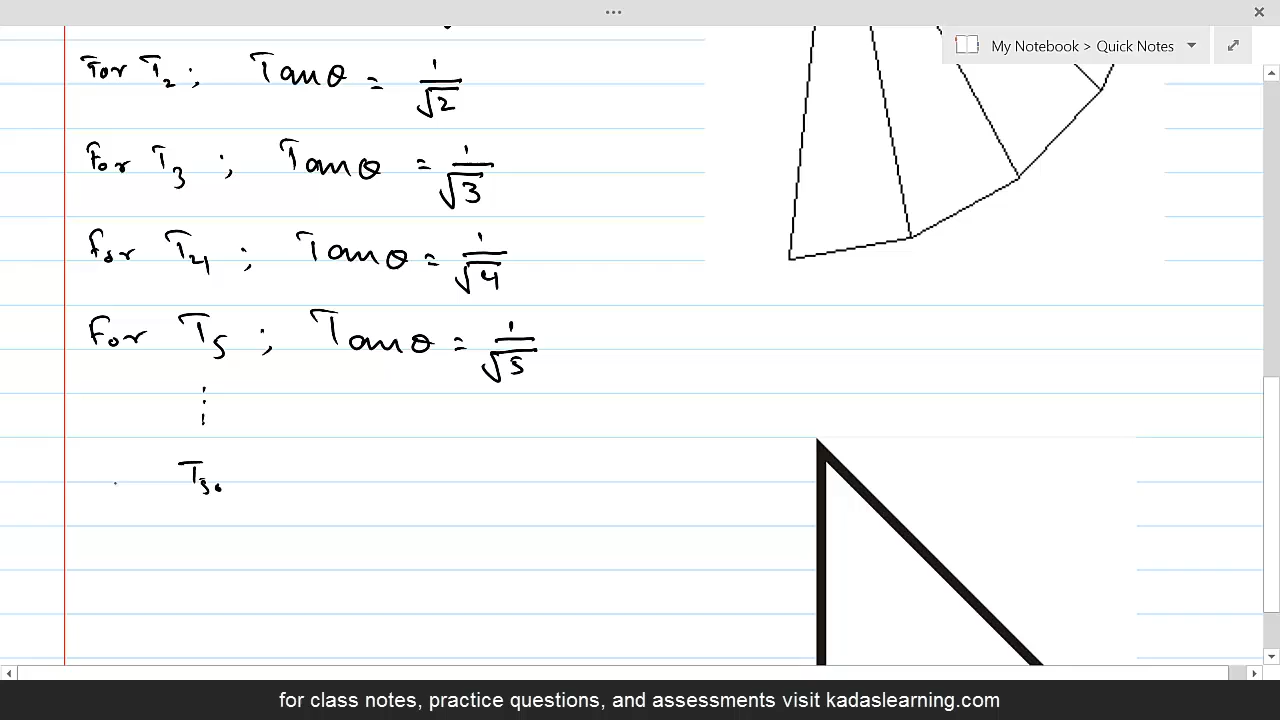 My Notebook > Quick Notes
For T₂ ; Tanθ = 1/√2
For T₃ ; Tanθ = 1/√3
For T₄ ; Tanθ = 1/√4
For T₅ ; Tanθ = 1/√5
⋮
T₅₀
for class notes, practice questions, and assessments visit kadaslearning.com